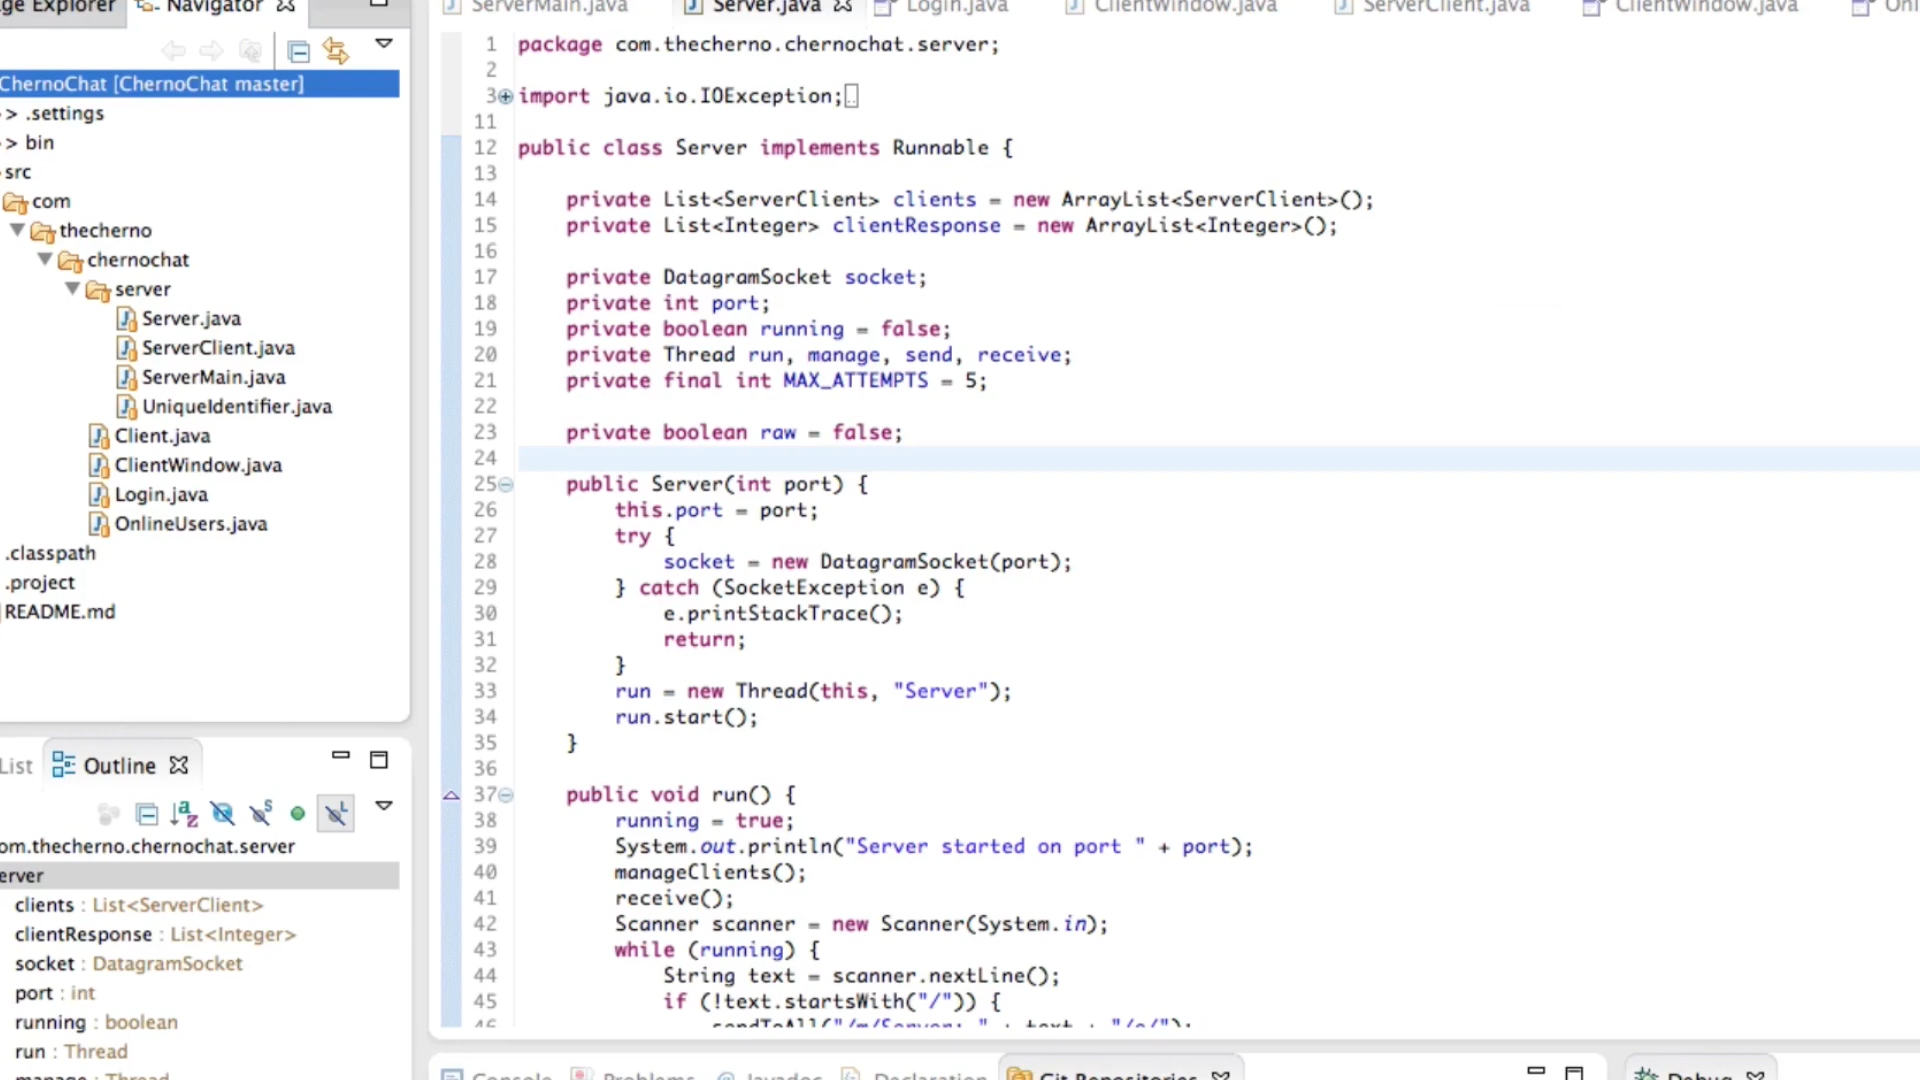 ge Explorer Navigator
ChernoChat [ChernoChat master]
> .settings
> bin
src
com
thecherno
chernochat
server
Server.java
ServerClient.java
ServerMain.java
UniqueIdentifier.java
Client.java
ClientWindow.java
Login.java
OnlineUsers.java
.classpath
.project
README.md
List Outline
om.thecherno.chernochat.server
erver
clients : List<ServerClient>
clientResponse : List<Integer>
socket : DatagramSocket
port : int
running : boolean
run : Thread
manage : Thread
ServerMain.java Server.java Login.java ClientWindow.java ServerClient.java ClientWindow.java Onl
1 package com.thecherno.chernochat.server;
2
3 import java.io.IOException;
11
12 public class Server implements Runnable {
13
14 private List<ServerClient> clients = new ArrayList<ServerClient>();
15 private List<Integer> clientResponse = new ArrayList<Integer>();
16
17 private DatagramSocket socket;
18 private int port;
19 private boolean running = false;
20 private Thread run, manage, send, receive;
21 private final int MAX_ATTEMPTS = 5;
22
23 private boolean raw = false;
24
25 public Server(int port) {
26 this.port = port;
27 try {
28 socket = new DatagramSocket(port);
29 } catch (SocketException e) {
30 e.printStackTrace();
31 return;
32 }
33 run = new Thread(this, "Server");
34 run.start();
35 }
36
37 public void run() {
38 running = true;
39 System.out.println("Server started on port " + port);
40 manageClients();
41 receive();
42 Scanner scanner = new Scanner(System.in);
43 while (running) {
44 String text = scanner.nextLine();
45 if (!text.startsWith("/")) {
46 sendToAll("/m/Server: " + text + "/e/");
Console Problems Javadoc Declaration Git Repositories Debug